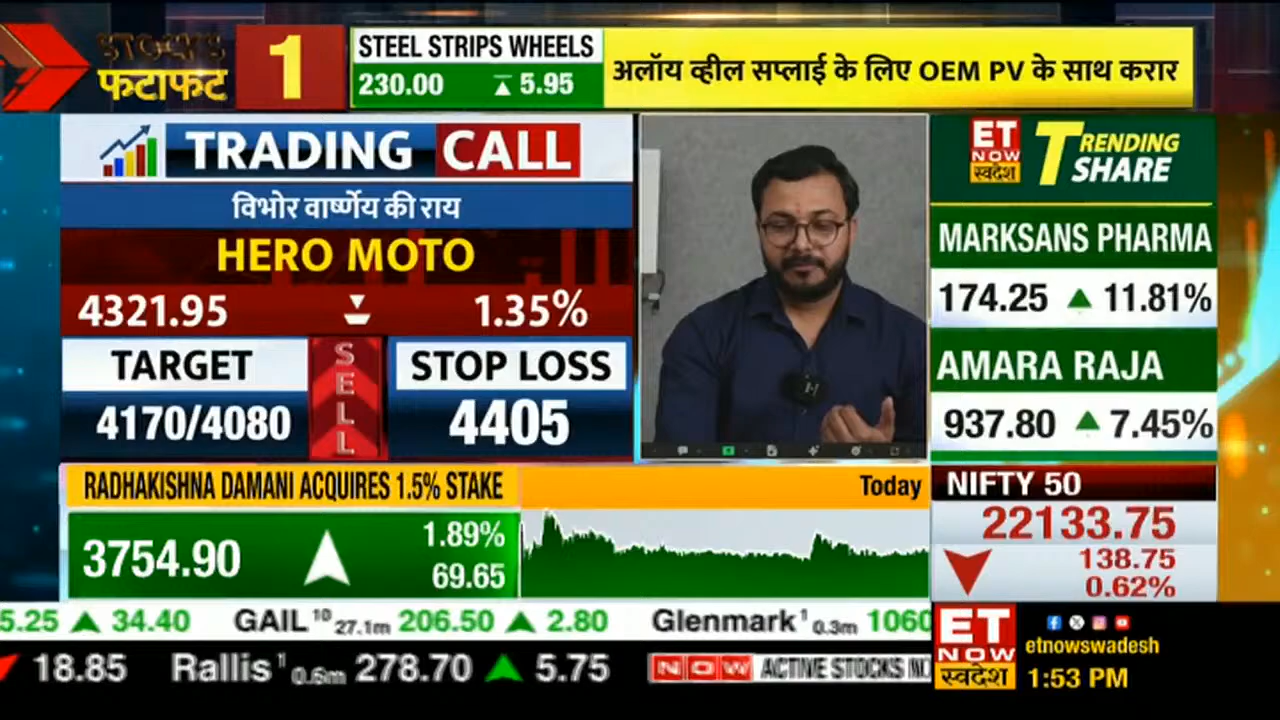 STOCKS
फटाफट
1
STEEL STRIPS WHEELS
230.00 5.95
अलॉय व्हील सप्लाई के लिए OEM PV के साथ करार
TRADING CALL
विभोर वार्ष्णेय की राय
HERO MOTO
4321.95 1.35%
TARGET
4170/4080
SELL
STOP LOSS
4405
ET
NOW
स्वदेश
TRENDING
SHARE
MARKSANS PHARMA
174.25 11.81%
AMARA RAJA
937.80 7.45%
RADHAKISHNA DAMANI ACQUIRES 1.5% STAKE
Today
3754.90
1.89%
69.65
NIFTY 50
22133.75
138.75
0.62%
5.25 34.40 GAIL 10 27.1m 206.50 2.80 Glenmark 1 0.3m 1060
18.85 Rallis 1 0.6m 278.70 5.75 NOW ACTIVE STOCKS
ET
NOW
स्वदेश
etnowswadesh
1:53 PM